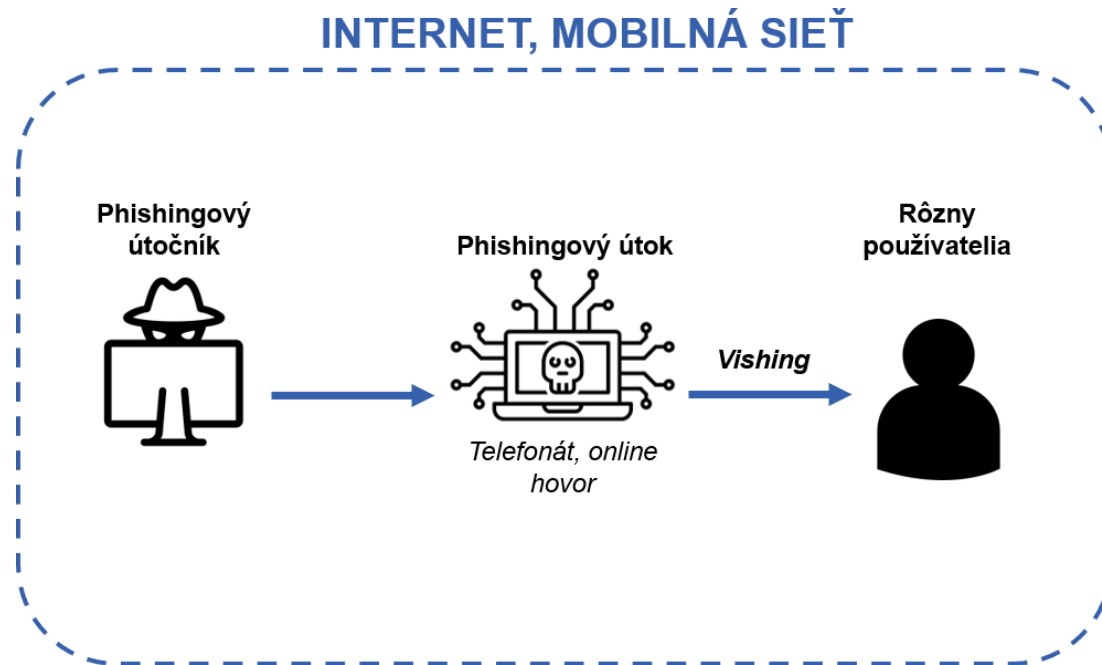 INTERNET, MOBILNÁ SIEŤ
Phishingový
útočník
Phishingový útok
Telefonát, online
hovor
Vishing
Rôzny
používatelia